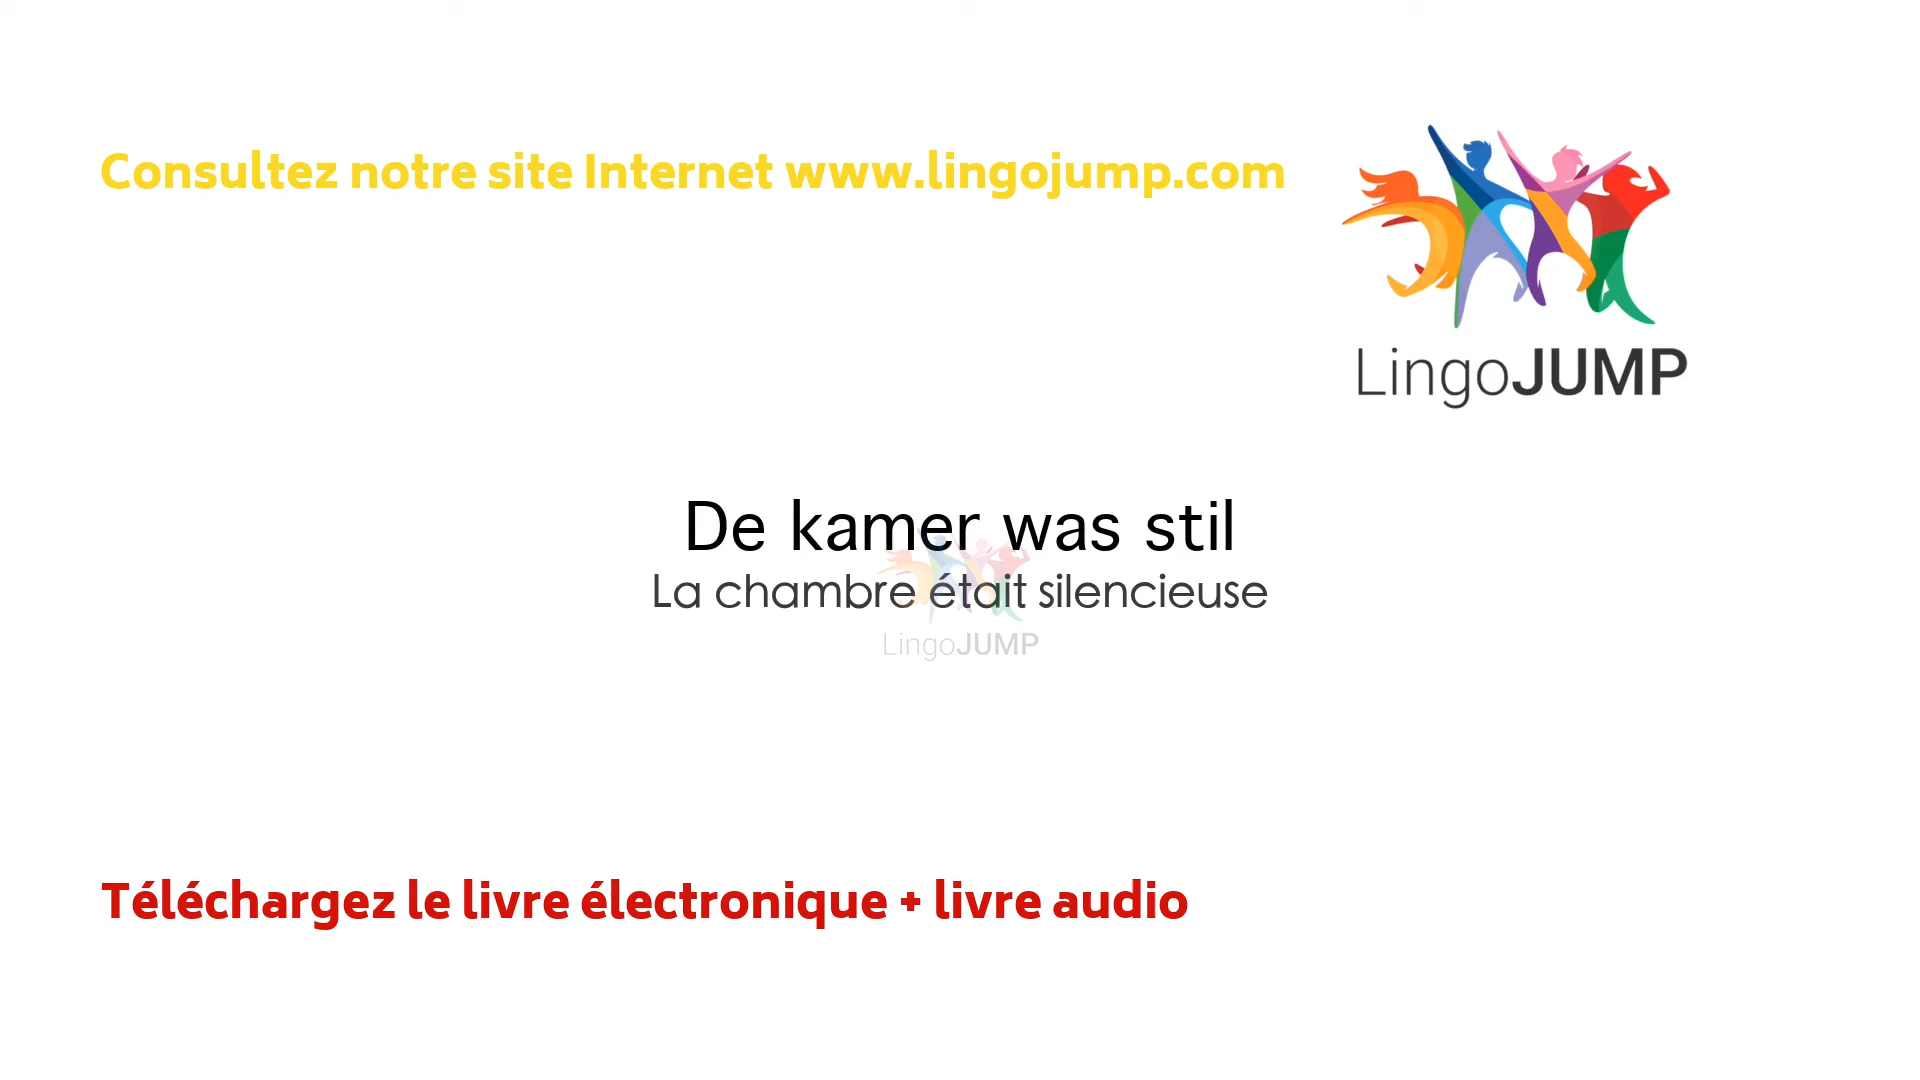 Consultez notre site Internet www.lingojump.com
LingoJUMP
De kamer was stil
La chambre était silencieuse
LingoJUMP
Téléchargez le livre électronique + livre audio